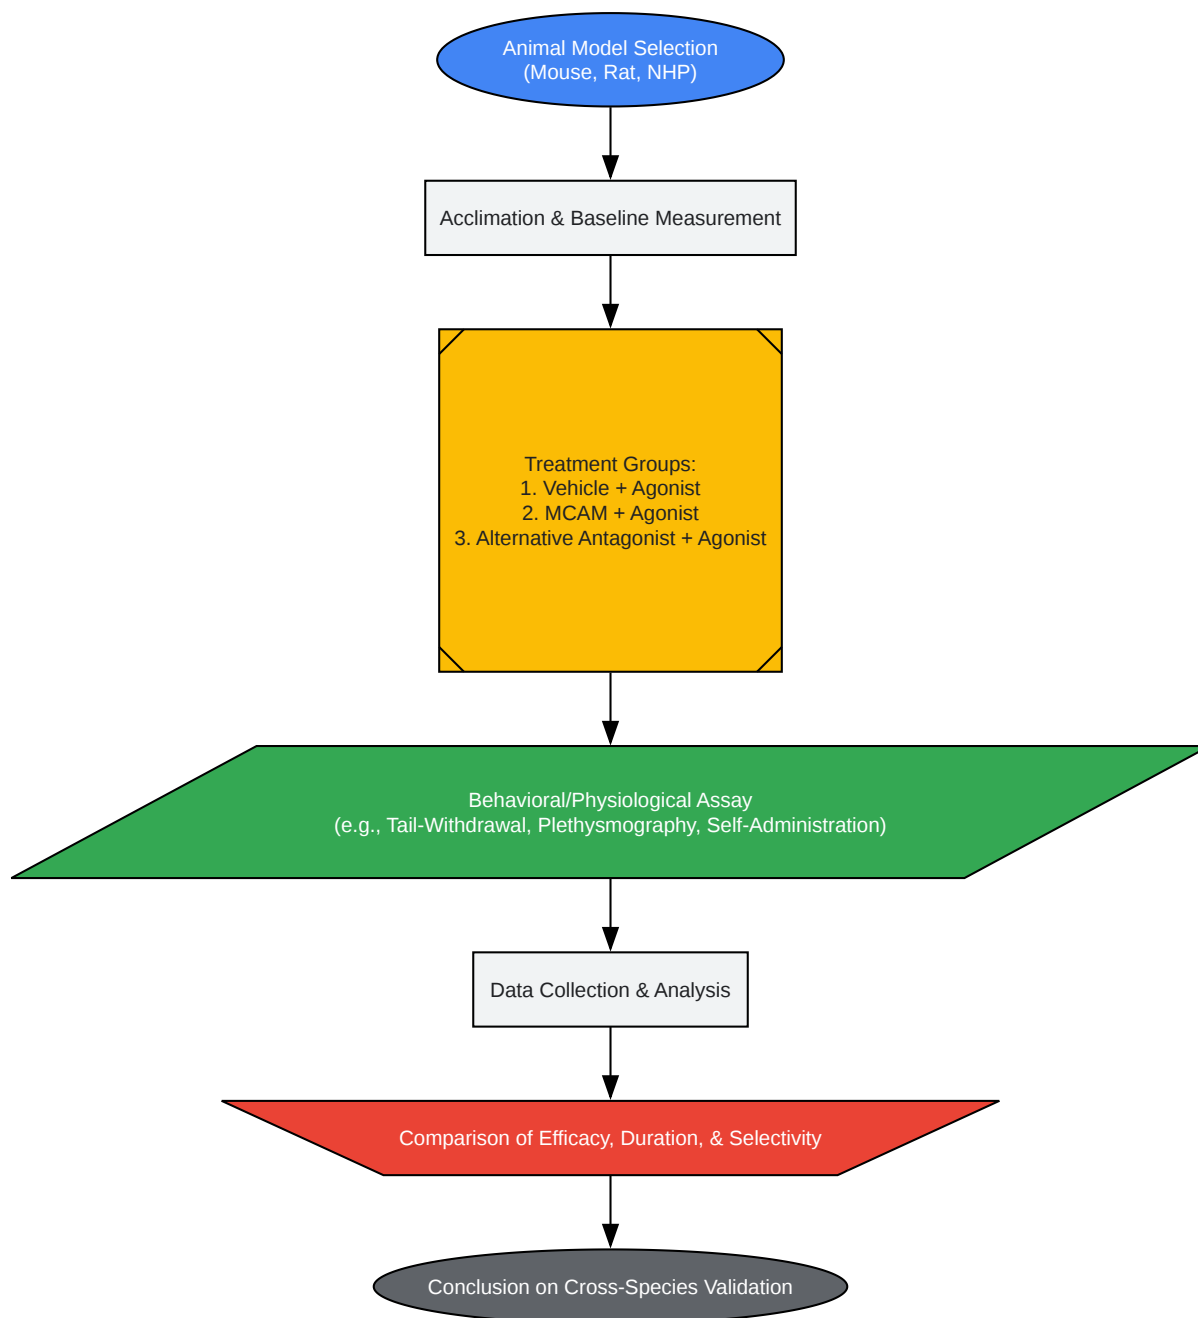 Animal Model Selection
(Mouse, Rat, NHP)
Acclimation & Baseline Measurement
Treatment Groups:
1. Vehicle + Agonist
2. MCAM + Agonist
3. Alternative Antagonist + Agonist
Behavioral/Physiological Assay
(e.g., Tail-Withdrawal, Plethysmography, Self-Administration)
Data Collection & Analysis
Comparison of Efficacy, Duration, & Selectivity
Conclusion on Cross-Species Validation